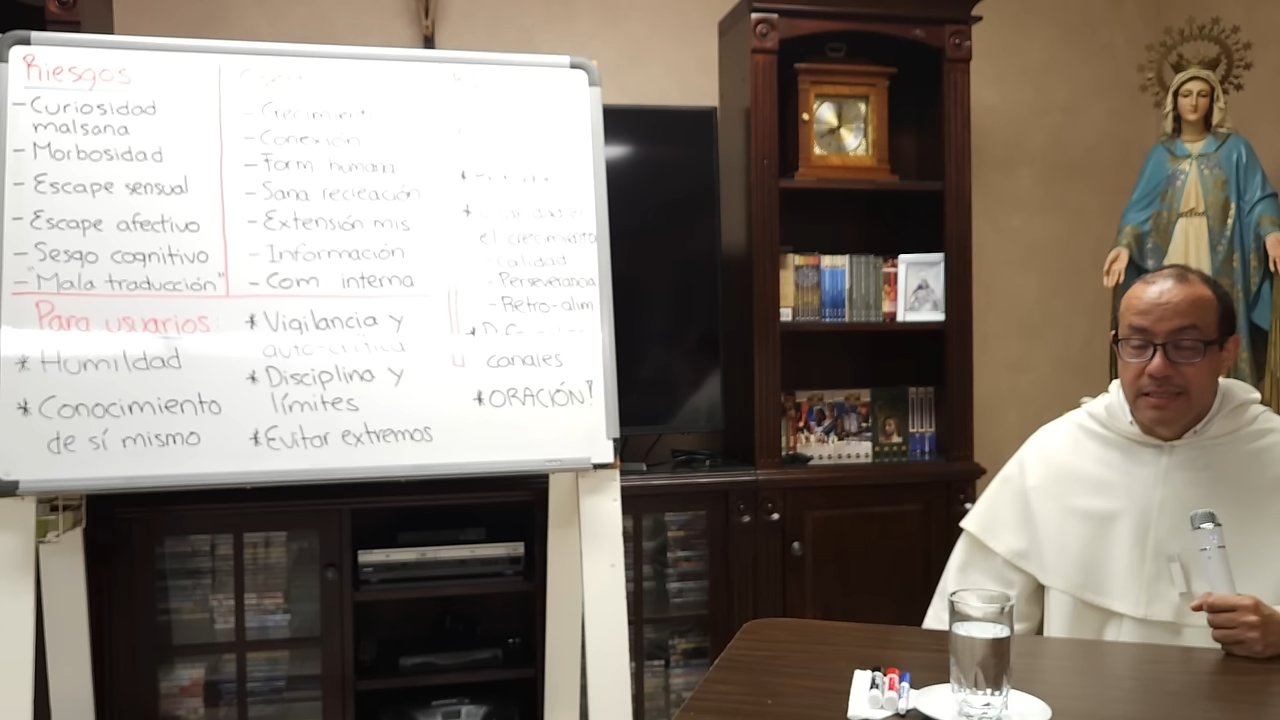 Riesgos
- Curiosidad
malsana
- Morbosidad
- Escape sensual
- Escape afectivo
- Sesgo cognitivo
- "Mala traducción"
- Conexión
- Form humana
- Sana recreación
- Extensión mis
- Información
- Com interna
*
*
el crecimiento
- Calidad
- Perseverancia
- Retro-alim
*
canales
*ORACIÓN!
Para usuarios:
* Humildad
* Conocimiento
de sí mismo
* Vigilancia y
auto-crítica
* Disciplina y
límites
* Evitar extremos